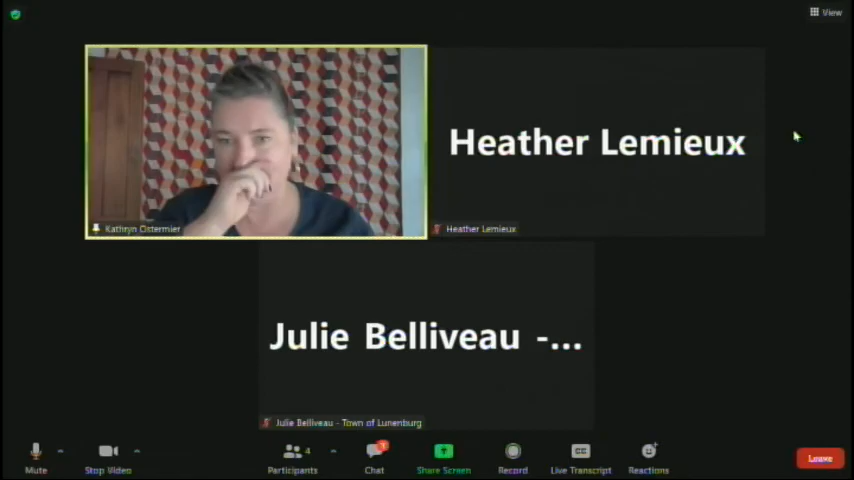 View
Heather Lemieux
Kathryn Ostermier
Heather Lemieux
Julie Belliveau -...
Julie Belliveau - Town of Lunenburg
Mute
Stop Video
4
Participants
3
Chat
Share Screen
Record
CC
Live Transcript
Reactions
Leave